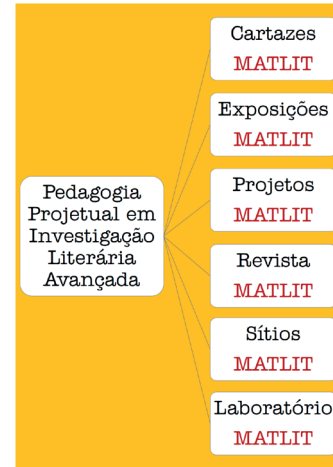 Pedagogia
Projetual em
Investigação
Literária
Avançada
Cartazes
MATLIT
Exposições
MATLIT
Projetos
MATLIT
Revista
MATLIT
Sítios
MATLIT
Laboratório
MATLIT